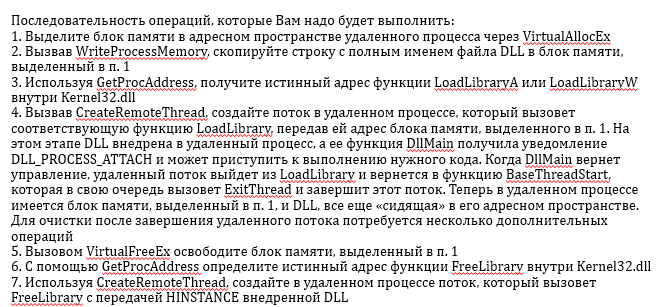 Последовательность операций, которые Вам надо будет выполнить:
1. Выделите блок памяти в адресном пространстве удаленного процесса через VirtualAllocEx
2. Вызвав WriteProcessMemory, скопируйте строку с полным именем файла DLL в блок памяти,
выделенный в п. 1
3. Используя GetProcAddress, получите истинный адрес функции LoadLibraryA или LoadLibraryW
внутри Kernel32.dll
4. Вызвав CreateRemoteThread, создайте поток в удаленном процессе, который вызовет
соответствующую функцию LoadLibrary, передав ей адрес блока памяти, выделенного в п. 1. На
этом этапе DLL внедрена в удаленный процесс, а ее функция DllMain получила уведомление
DLL_PROCESS_ATTACH и может приступить к выполнению нужного кода. Когда DllMain вернет
управление, удаленный поток выйдет из LoadLibrary и вернется в функцию BaseThreadStart,
которая в свою очередь вызовет ExitThread и завершит этот поток. Теперь в удаленном процессе
имеется блок памяти, выделенный в п. 1, и DLL, все еще «сидящая» в его адресном пространстве.
Для очистки после завершения удаленного потока потребуется несколько дополнительных
операций
5. Вызовом VirtualFreeEx освободите блок памяти, выделенный в п. 1
6. С помощью GetProcAddress определите истинный адрес функции FreeLibrary внутри Kernel32.dll
7. Используя CreateRemoteThread, создайте в удаленном процессе поток, который вызовет
FreeLibrary с передачей HINSTANCE внедренной DLL